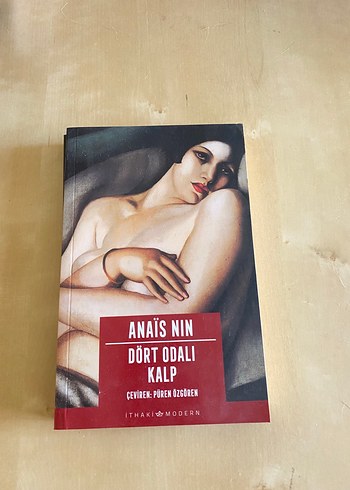 ANAÏS NIN
DÖRT ODALI
KALP
ÇEVİREN: PÜREN ÖZGÖREN
İTHAKİ MODERN